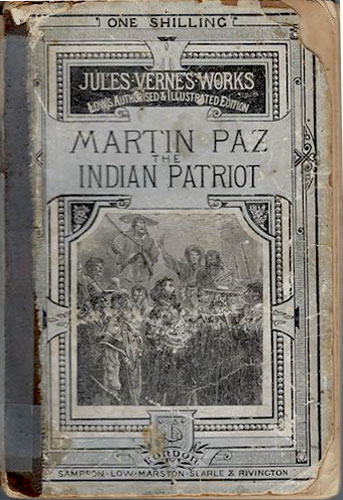 ONE SHILLING
JULES·VERNE'S·WORKS
LOW'S AUTHORISED & ILLUSTRATED EDITION
MARTIN PAZ
THE
INDIAN PATRIOT
LONDON
SAMPSON·LOW·MARSTON·SEARLE & RIVINGTON